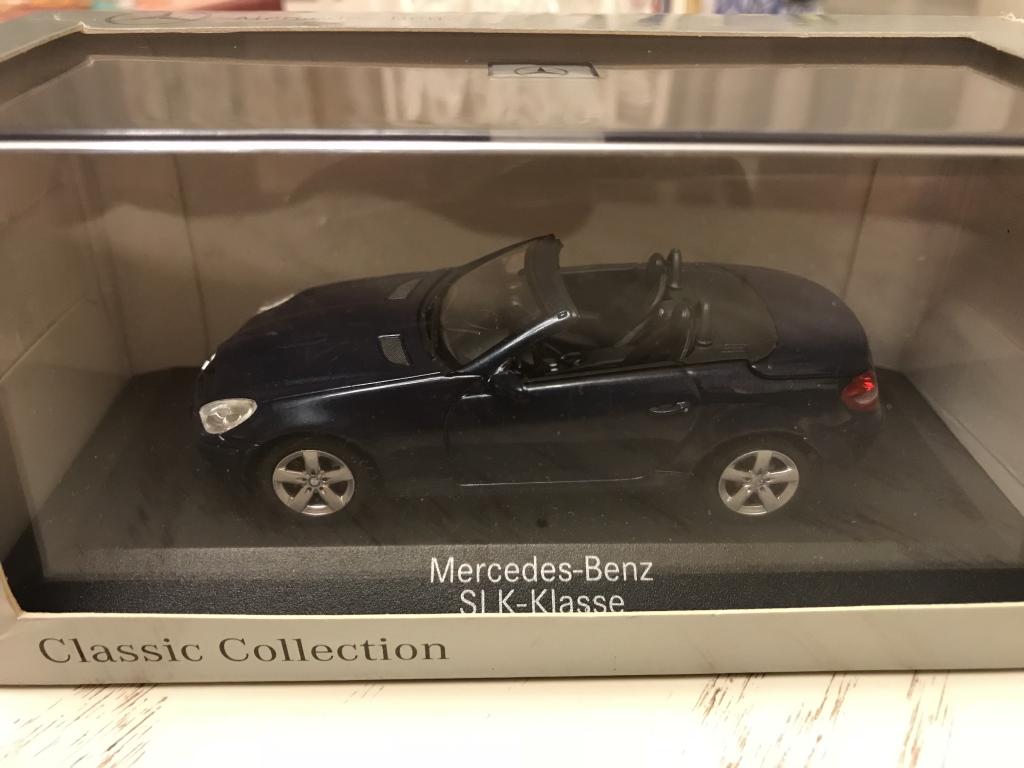 Mercedes-Benz
SLK-Klasse
Classic Collection